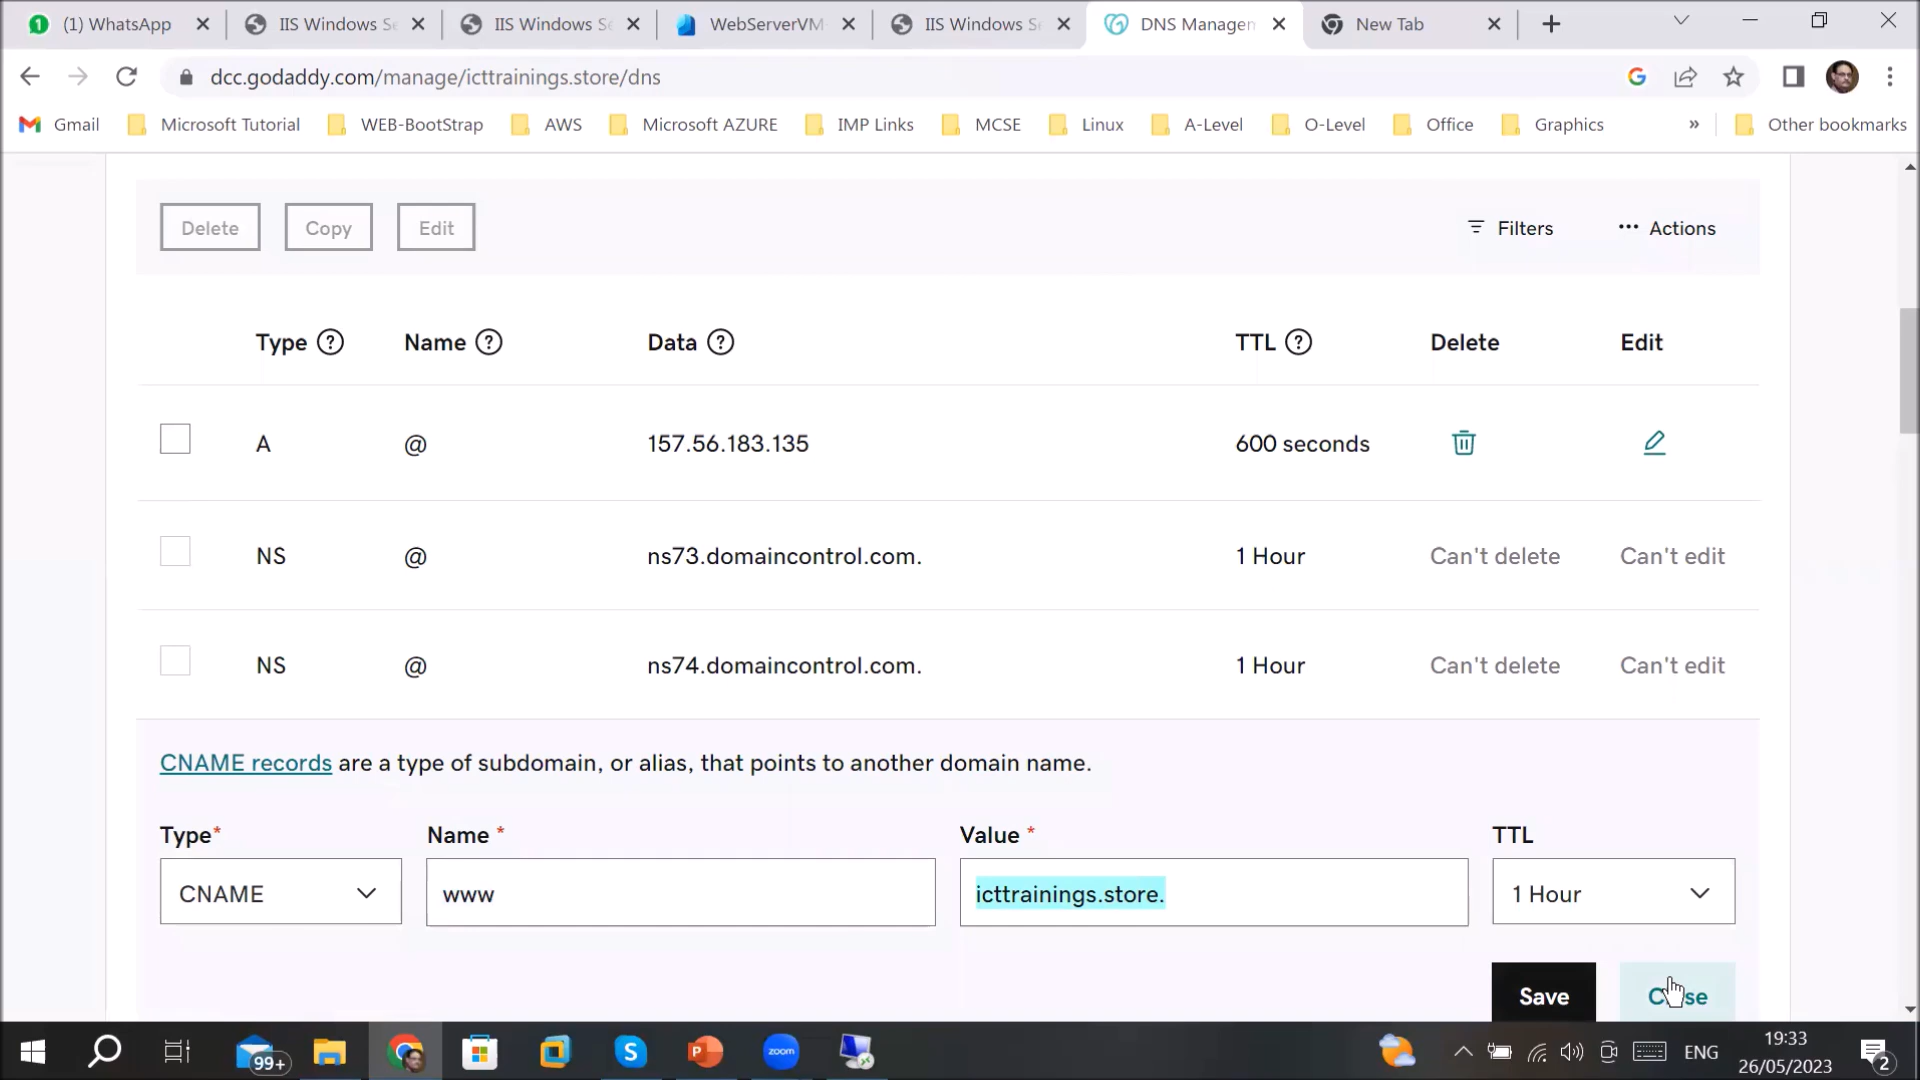 1 (1) WhatsApp
IIS Windows Se
IIS Windows Se
WebServerVM
IIS Windows Se
DNS Managem
New Tab
dcc.godaddy.com/manage/icttrainings.store/dns
Gmail
Microsoft Tutorial
WEB-BootStrap
AWS
Microsoft AZURE
IMP Links
MCSE
Linux
A-Level
O-Level
Office
Graphics
»
Other bookmarks
Delete Copy Edit
Filters ••• Actions
Type ? Name ? Data ? TTL ? Delete Edit
A @ 157.56.183.135 600 seconds
NS @ ns73.domaincontrol.com. 1 Hour Can't delete Can't edit
NS @ ns74.domaincontrol.com. 1 Hour Can't delete Can't edit
CNAME records are a type of subdomain, or alias, that points to another domain name.
Type* Name * Value * TTL
CNAME www icttrainings.store. 1 Hour
Save
99+
S
P
zoom
ENG
19:33
26/05/2023
2